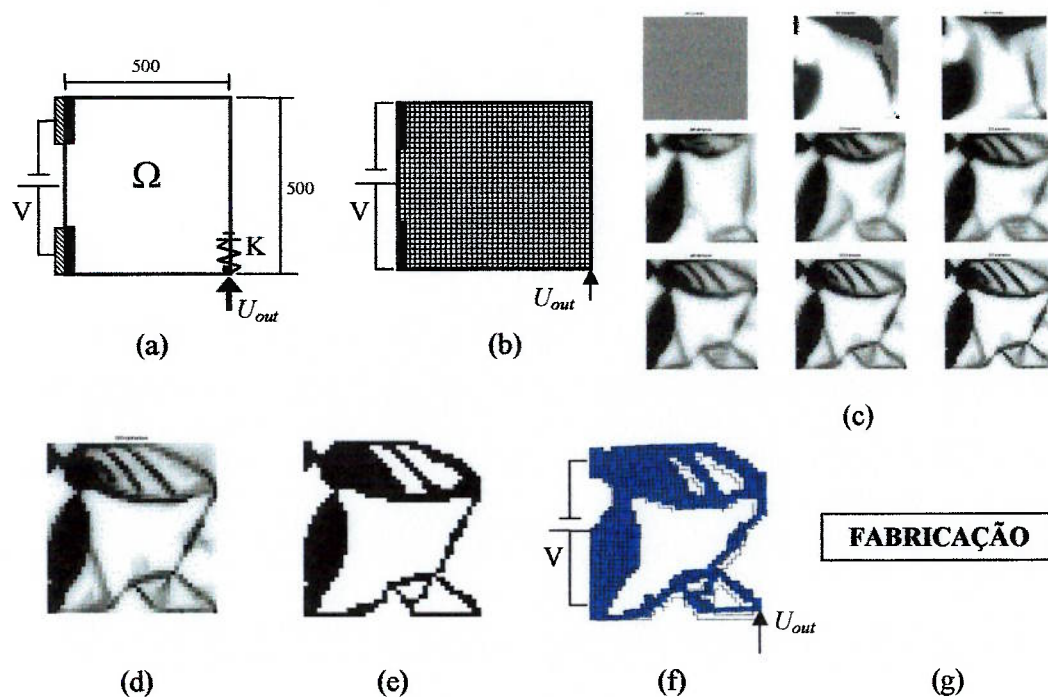 500
500
Ω
V
K
U_out
(a)
V
U_out
(b)
(c)
(d)
(e)
V
U_out
(f)
FABRICAÇÃO
(g)